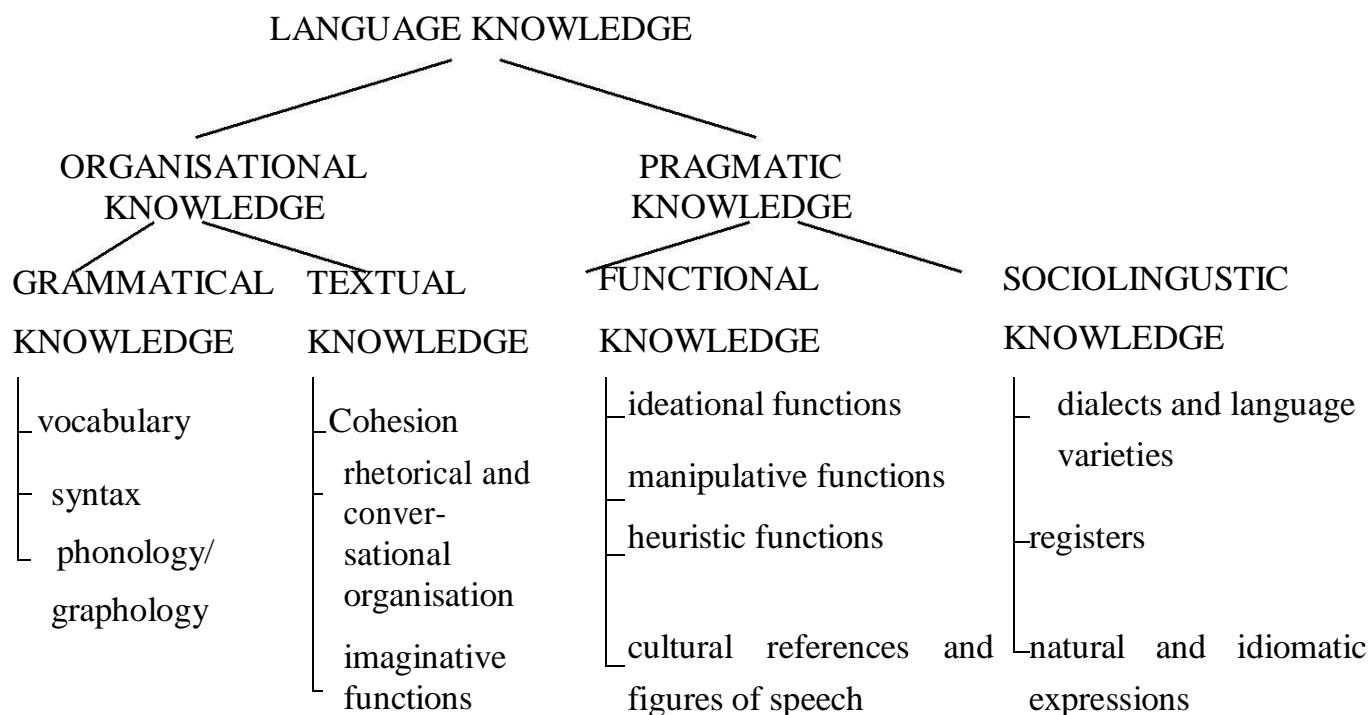 LANGUAGE KNOWLEDGE
ORGANISATIONAL
KNOWLEDGE
PRAGMATIC
KNOWLEDGE
GRAMMATICAL
KNOWLEDGE
vocabulary
syntax
phonology/
graphology
TEXTUAL
KNOWLEDGE
Cohesion
rhetorical and
conver-
sational
organisation
imaginative
functions
FUNCTIONAL
KNOWLEDGE
ideational functions
manipulative functions
heuristic functions
cultural references and
figures of speech
SOCIOLINGUSTIC
KNOWLEDGE
dialects and language
varieties
registers
natural and idiomatic
expressions